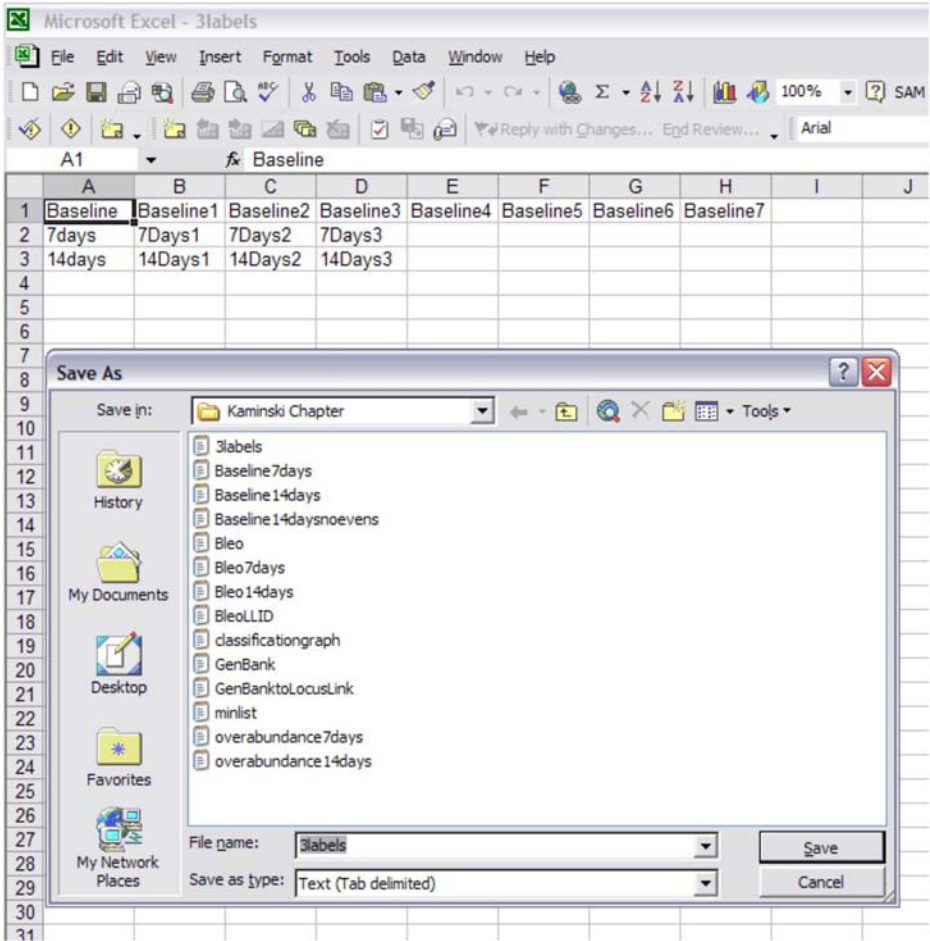 Microsoft Excel - 3labels
File Edit View Insert Format Tools Data Window Help
ABC Σ 100% ? SAM
Reply with Changes... End Review... Arial
A1 fx Baseline
A B C D E F G H I J
1 Baseline Baseline1 Baseline2 Baseline3 Baseline4 Baseline5 Baseline6 Baseline7
2 7days 7Days1 7Days2 7Days3
3 14days 14Days1 14Days2 14Days3
4
5
6
7
8
9
10
11
12
13
14
15
16
17
18
19
20
21
22
23
24
25
26
27
28
29
30
31
Save As
Save in: Kaminski Chapter Tools
History
My Documents
Desktop
Favorites
My Network
Places
3labels
Baseline7days
Baseline14days
Baseline14daysnoevens
Bleo
Bleo7days
Bleo14days
BleoLLID
classificationgraph
GenBank
GenBanktoLocusLink
minlist
overabundance7days
overabundance14days
File name: 3labels Save
Save as type: Text (Tab delimited) Cancel